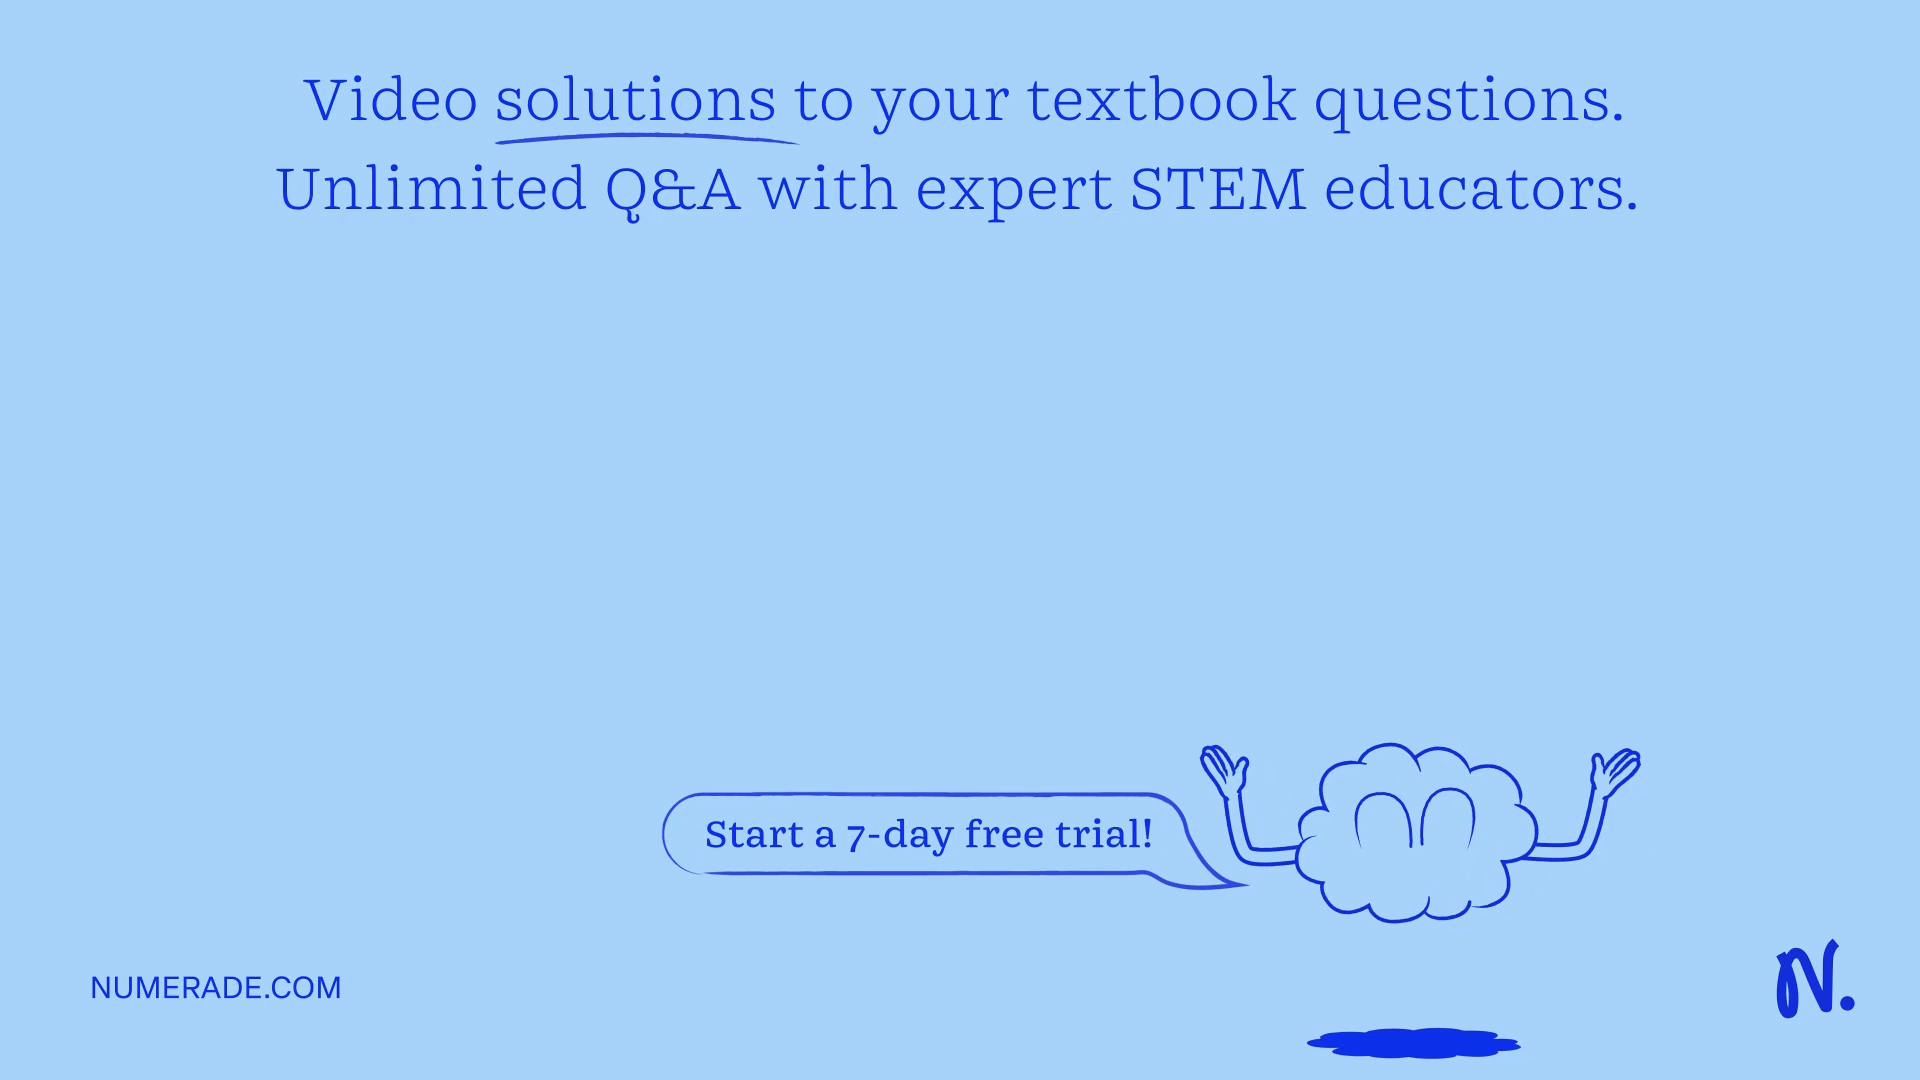 Video solutions to your textbook questions.
Unlimited Q&A with expert STEM educators.
Start a 7-day free trial!
NUMERADE.COM
N.